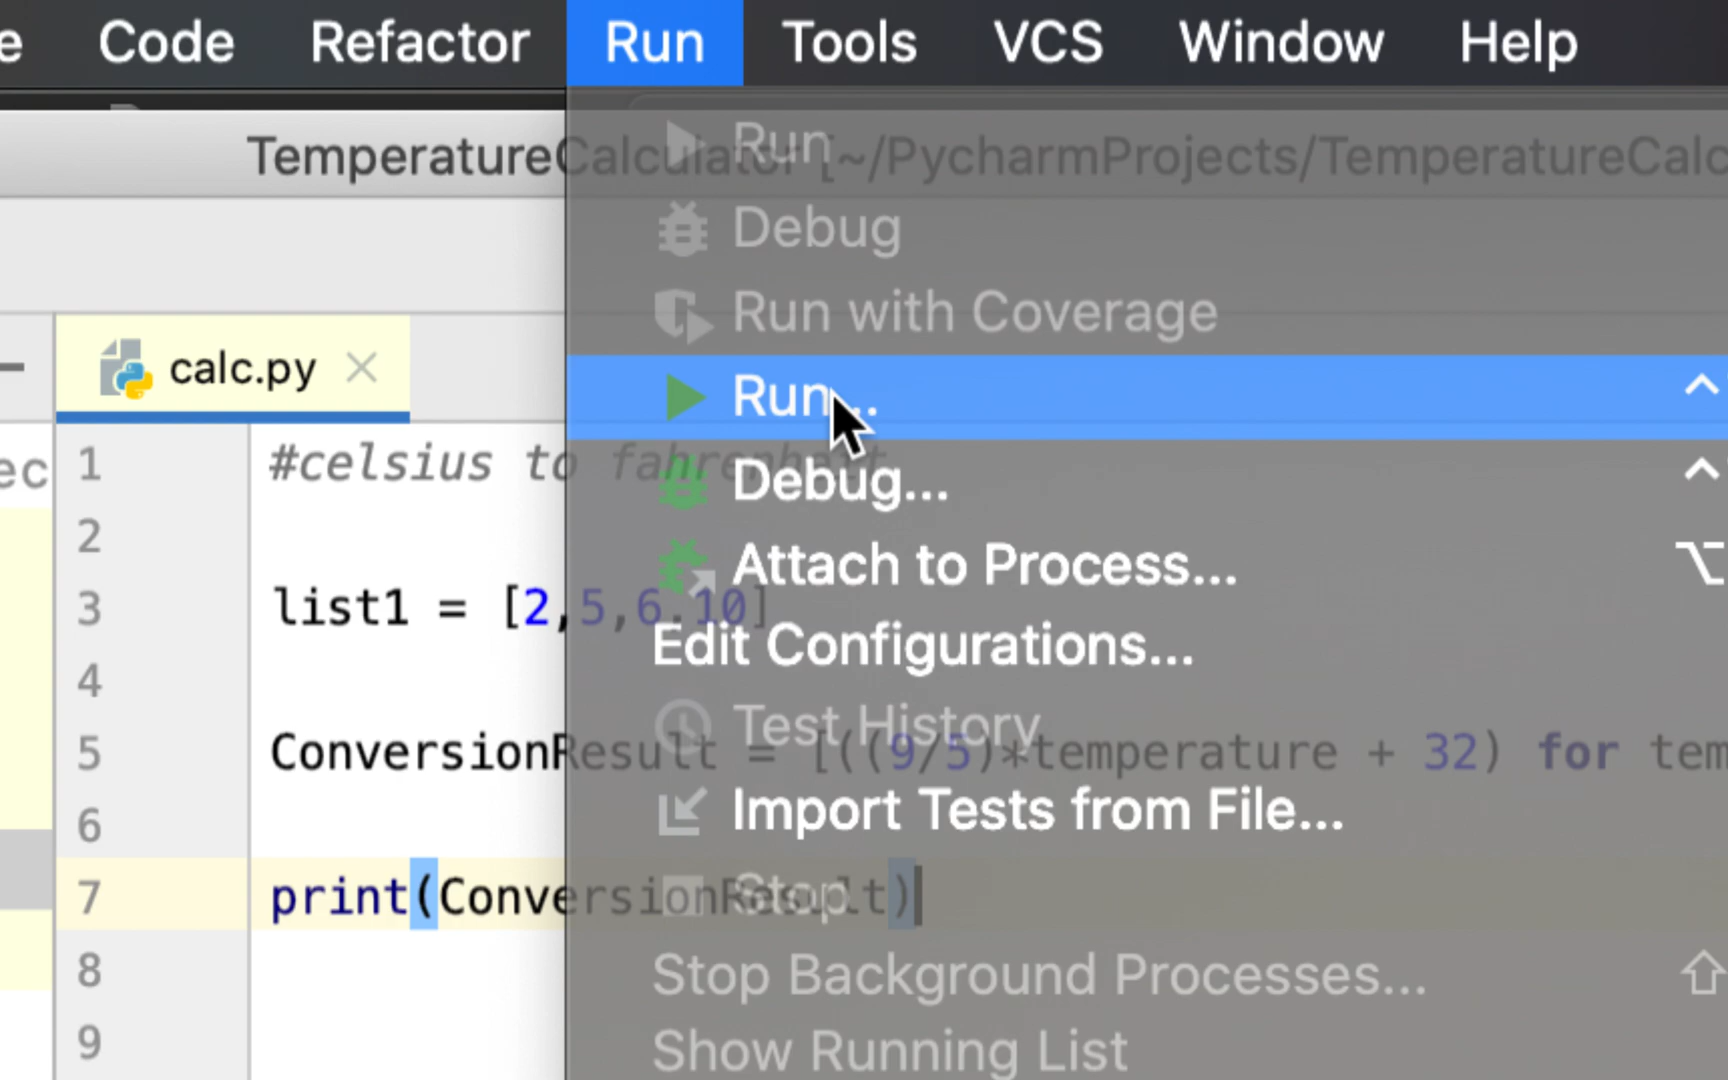 e Code Refactor Run Tools VCS Window Help
TemperatureCalculator [~/PycharmProjects/TemperatureCalc
Run
Debug
Run with Coverage
calc.py
Run...
1 #celsius to fahrenhait
ec
Debug...
2
Attach to Process...
3 list1 = [2,5,6,10]
Edit Configurations...
4
Test History
5 ConversionResult = [((9/5)*temperature + 32) for tem
6
Import Tests from File...
7 print(ConversionResult)
Stop
8
Stop Background Processes...
9
Show Running List